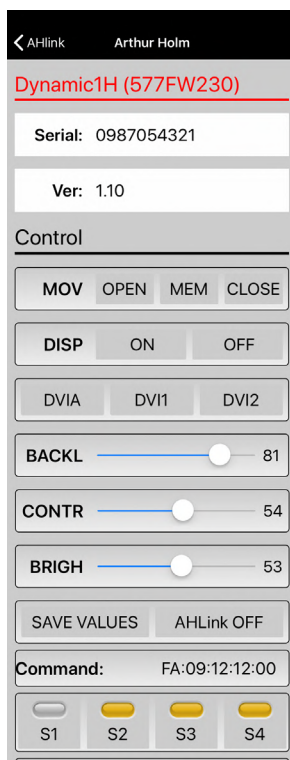 AHlink Arthur Holm
Dynamic1H (577FW230)
Serial: 0987054321
Ver: 1.10
Control
MOV OPEN MEM CLOSE
DISP ON OFF
DVIA DVI1 DVI2
BACKL 81
CONTR 54
BRIGH 53
SAVE VALUES AHLink OFF
Command: FA:09:12:12:00
S1 S2 S3 S4